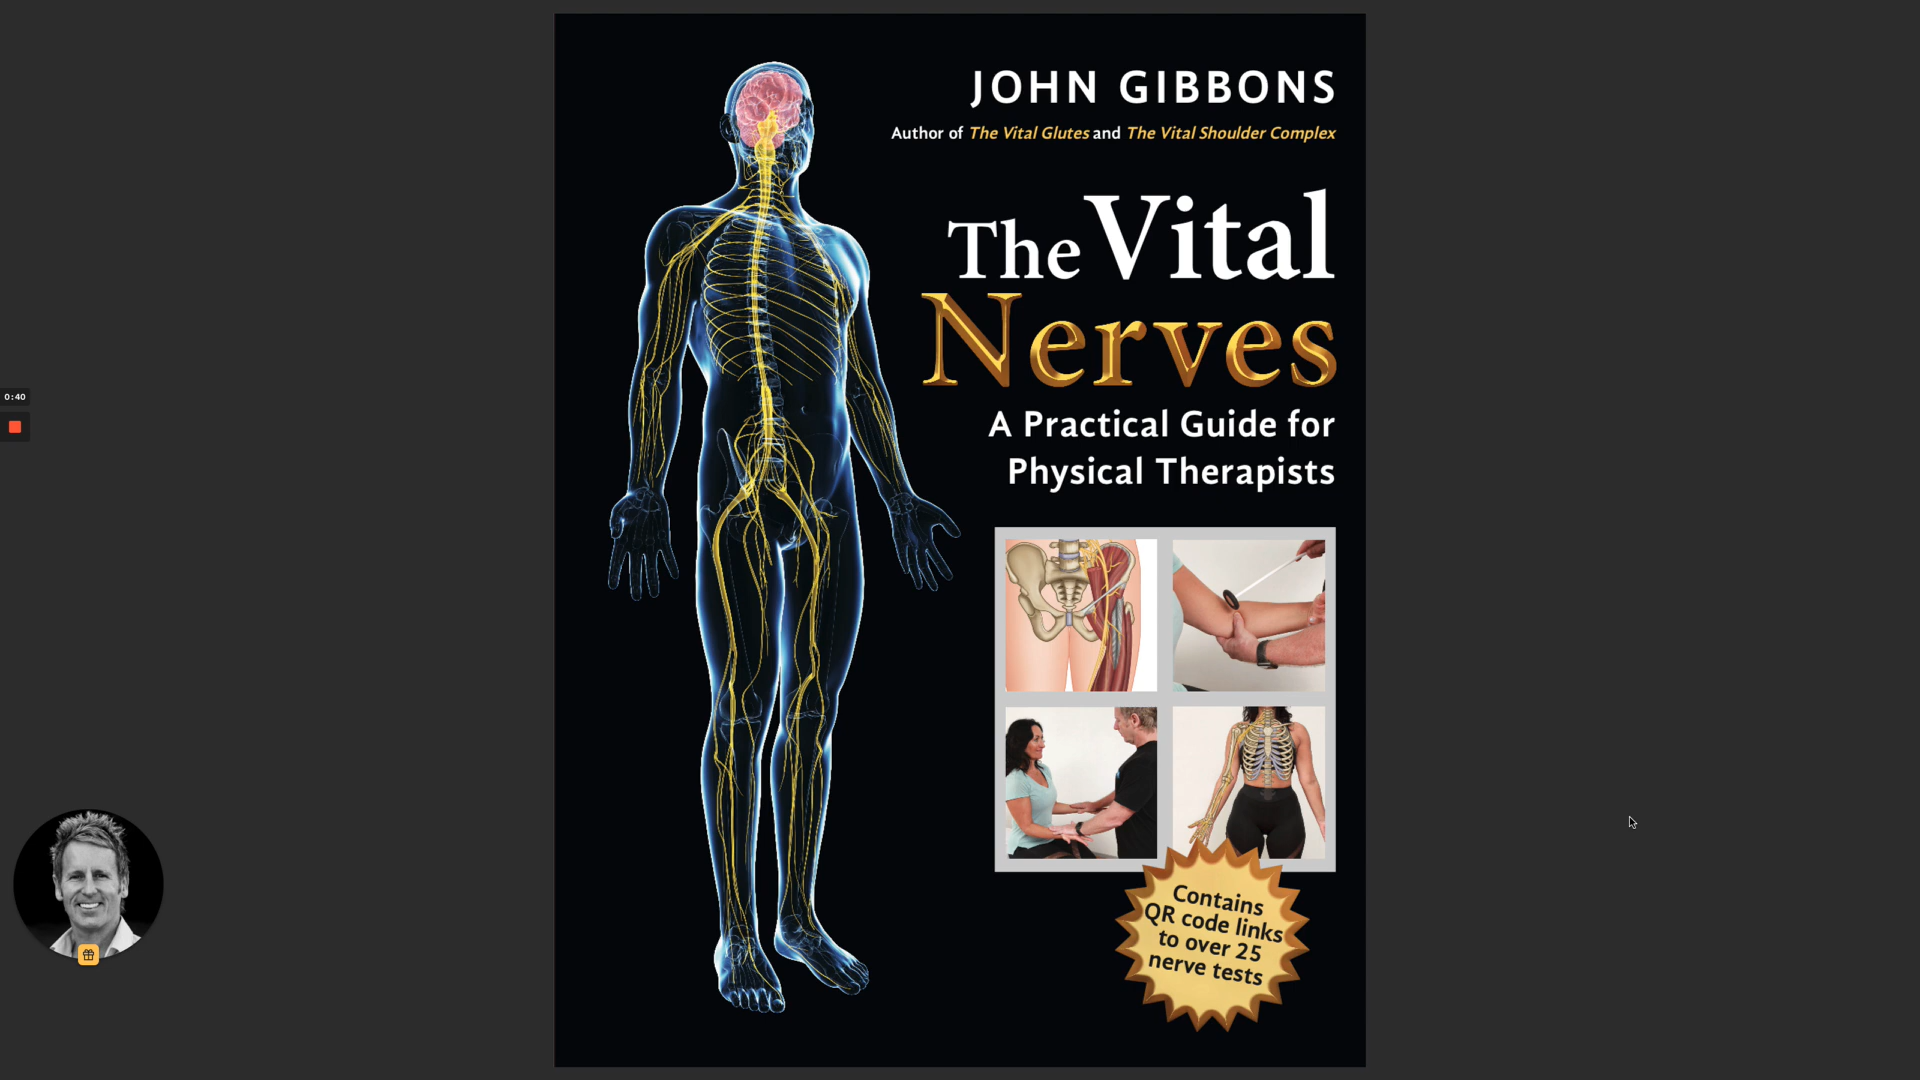 JOHN GIBBONS
Author of The Vital Glutes and The Vital Shoulder Complex
The Vital
Nerves
A Practical Guide for
Physical Therapists
0:40
Contains
QR code links
to over 25
nerve tests